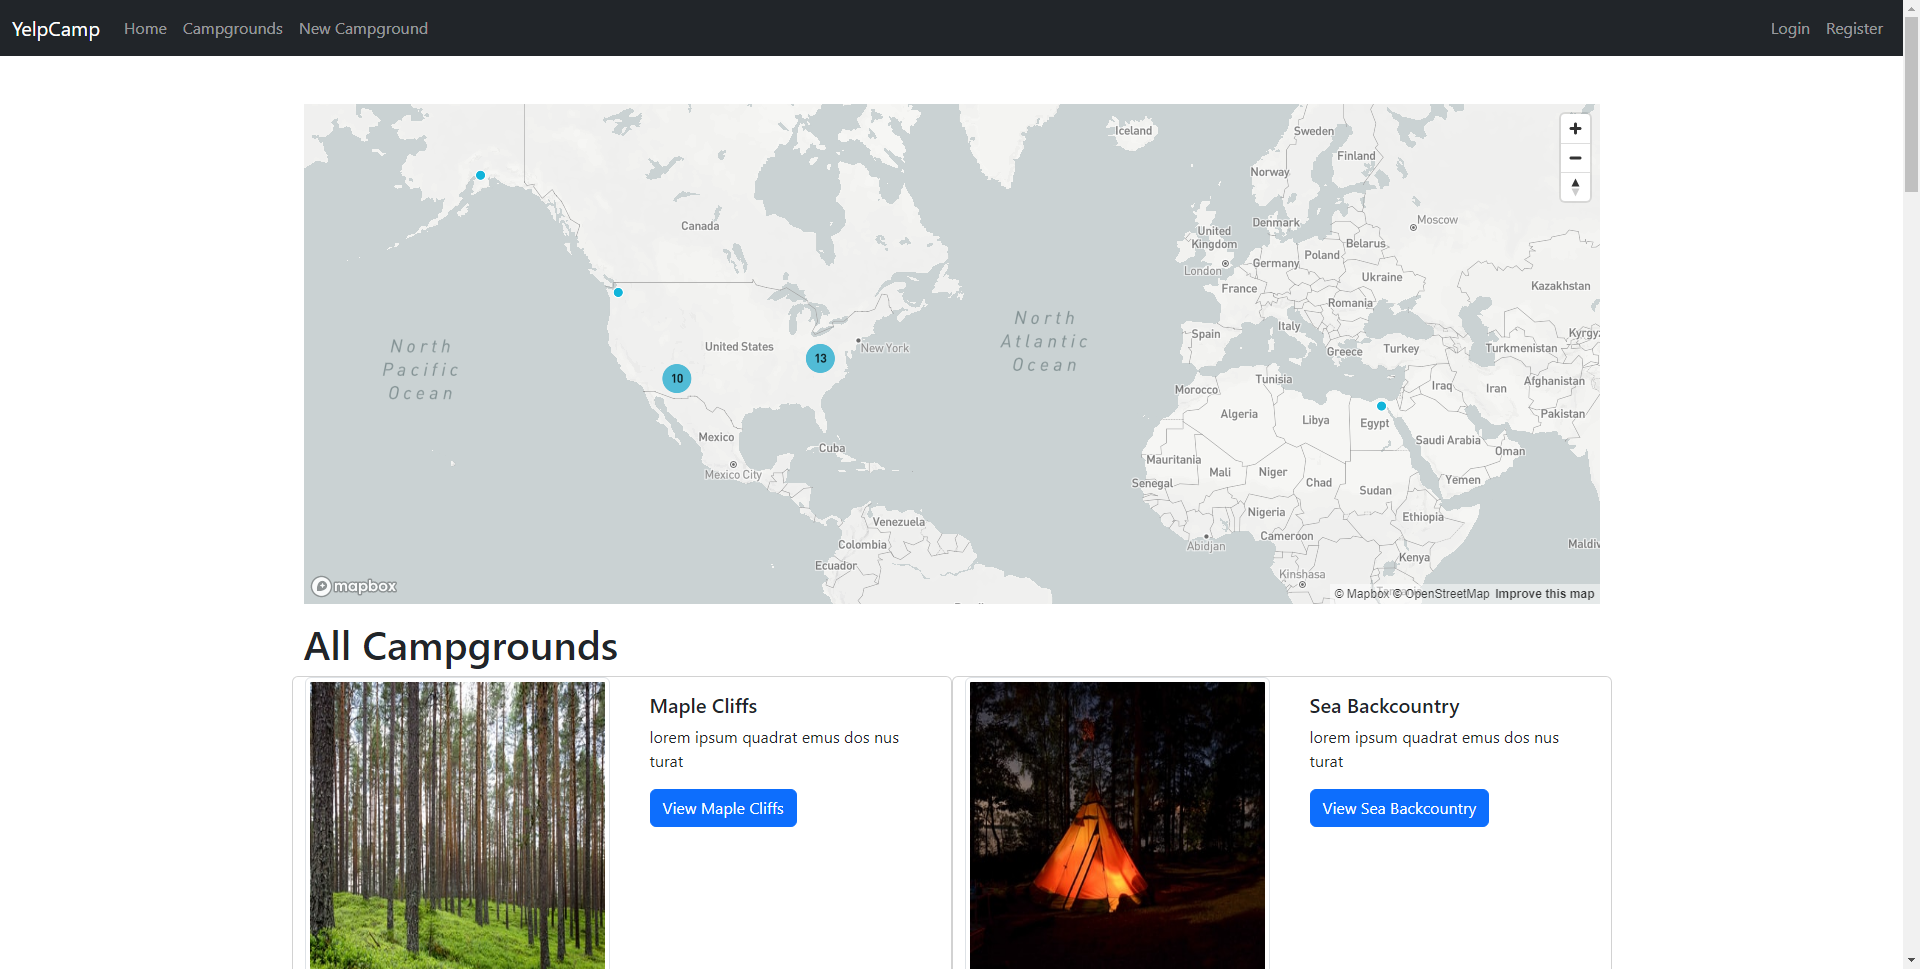 YelpCamp Home Campgrounds New Campground Login Register
Iceland
Sweden
Finland
Norway
Moscow
Canada
Denmark
United
Kingdom
Belarus
Poland
London
Germany
Ukraine
France
Kazakhstan
Romania
North
Atlantic
Ocean
Italy
Spain
Kyrgyz
North
Pacific
Ocean
United States
13
New York
Greece
Turkey
Turkmenistan
10
Tunisia
Morocco
Iraq
Iran
Afghanistan
Algeria
Libya
Egypt
Pakistan
Mexico
Cuba
Saudi Arabia
Oman
Mexico City
Mauritania
Mali
Niger
Chad
Senegal
Sudan
Yemen
Venezuela
Nigeria
Ethiopia
Colombia
Abidjan
Cameroon
Kenya
Maldiv
Ecuador
Kinshasa
mapbox
© Mapbox © OpenStreetMap Improve this map
All Campgrounds
Maple Cliffs
lorem ipsum quadrat emus dos nus
turat
View Maple Cliffs
Sea Backcountry
lorem ipsum quadrat emus dos nus
turat
View Sea Backcountry